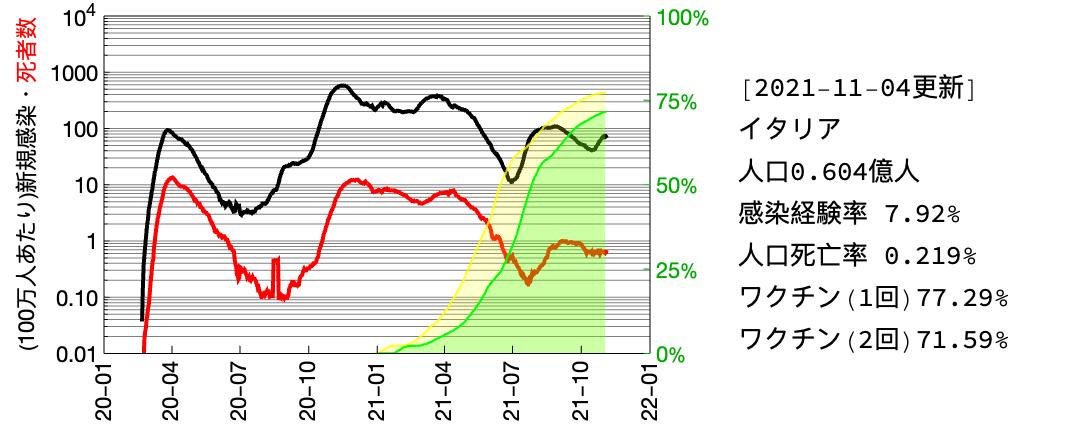 (100万人あたり)新規感染・死者数
10⁴
1000
100
10
1
0.10
0.01
100%
75%
50%
25%
0%
20-01
20-04
20-07
20-10
21-01
21-04
21-07
21-10
22-01
[2021-11-04更新]
イタリア
人口0.604億人
感染経験率 7.92%
人口死亡率 0.219%
ワクチン(1回)77.29%
ワクチン(2回)71.59%